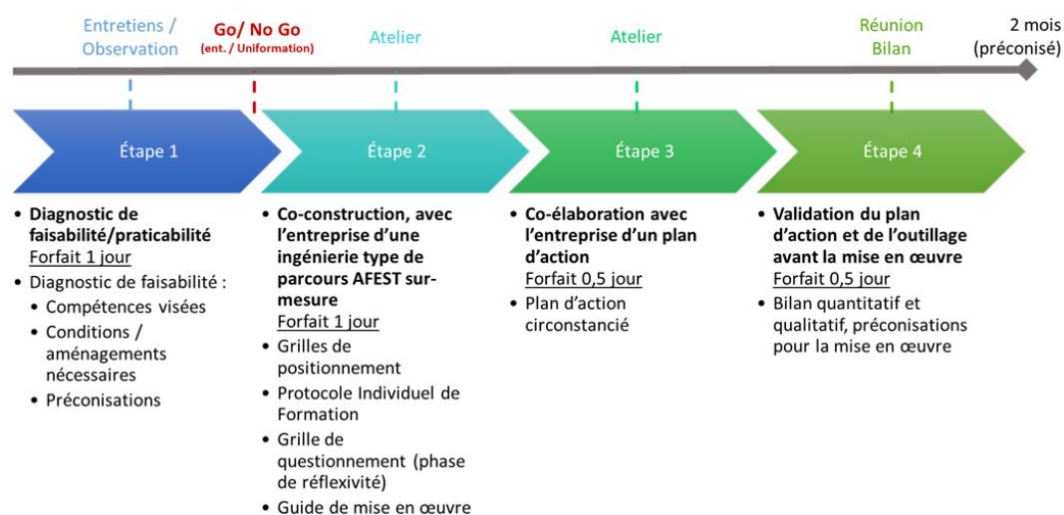 Entretiens /
Observation
Go/ No Go
(ent. / Uniformation)
Atelier
Atelier
Réunion
Bilan
2 mois
(préconisé)
Étape 1
Étape 2
Étape 3
Étape 4
• Diagnostic de
faisabilité/praticabilité
Forfait 1 jour
• Diagnostic de faisabilité :
• Compétences visées
• Conditions /
aménagements
nécessaires
• Préconisations
• Co-construction, avec
l'entreprise d'une
ingénierie type de
parcours AFEST sur-
mesure
Forfait 1 jour
• Grilles de
positionnement
• Protocole Individuel de
Formation
• Grille de
questionnement (phase
de réflexivité)
• Guide de mise en œuvre
• Co-élaboration avec
l'entreprise d'un plan
d'action
Forfait 0,5 jour
• Plan d'action
circonstancié
• Validation du plan
d'action et de l'outillage
avant la mise en œuvre
Forfait 0,5 jour
• Bilan quantitatif et
qualitatif, préconisations
pour la mise en œuvre